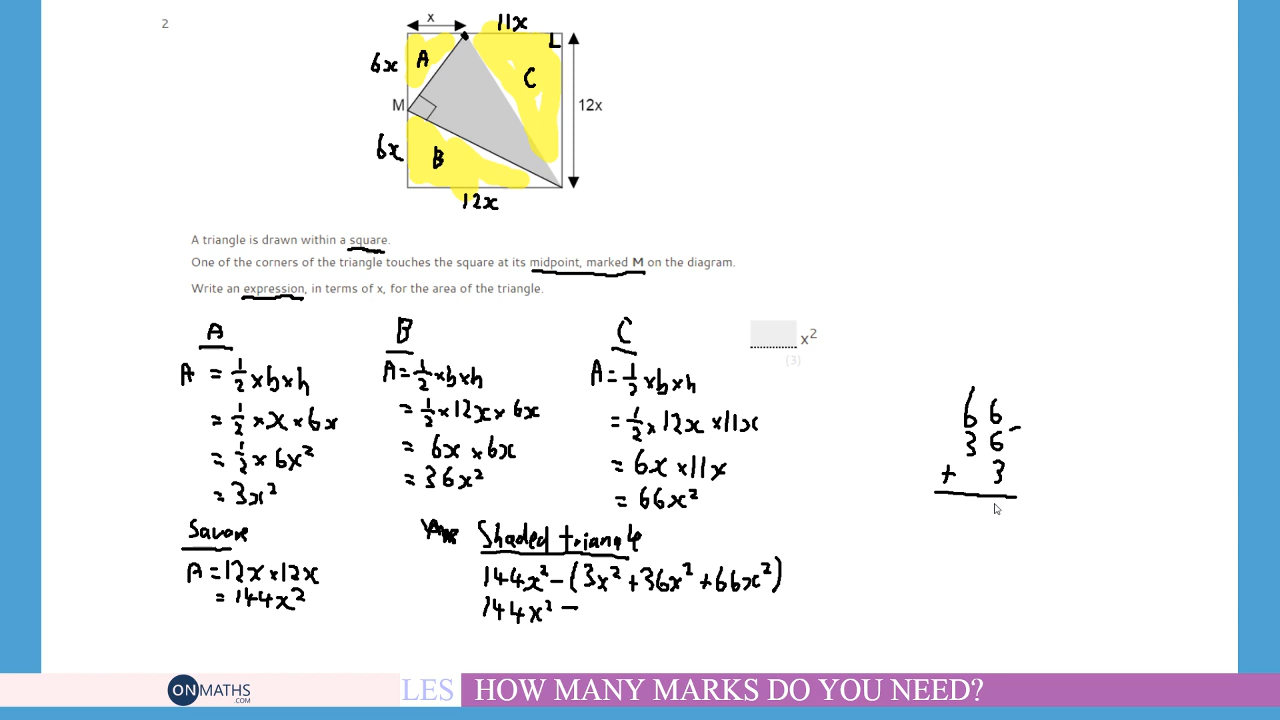 2
x
11x
6x
A
C
M
12x
6x
B
12x
A triangle is drawn within a square.
One of the corners of the triangle touches the square at its midpoint, marked M on the diagram.
Write an expression, in terms of x, for the area of the triangle.
x²
(3)
A
A = ½ × b × h
= ½ × x × 6x
= ½ × 6x²
= 3x²
B
A = ½ × b × h
= ½ × 12x × 6x
= 6x × 6x
= 36x²
C
A = ½ × b × h
= ½ × 12x × 11x
= 6x × 11x
= 66x²
66
36
+ 3
Square
A = 12x × 12x
= 144x²
Shaded triangle
144x² – (3x² + 36x² + 66x²)
144x² –
ONMATHS
.COM
LES HOW MANY MARKS DO YOU NEED?